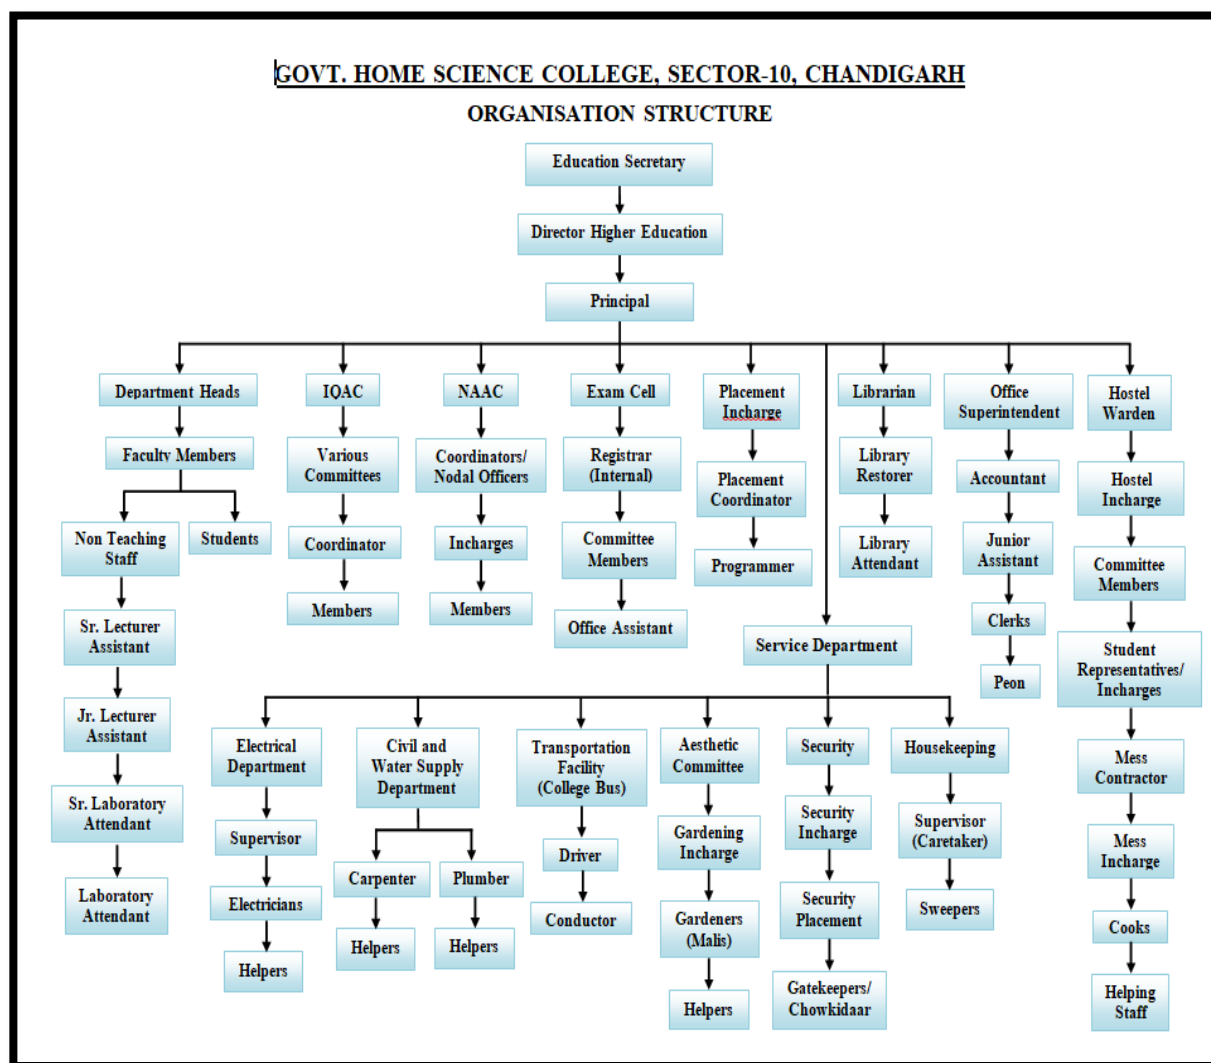 GOVT. HOME SCIENCE COLLEGE, SECTOR-10, CHANDIGARH
ORGANISATION STRUCTURE
Education Secretary
Director Higher Education
Principal
Department Heads
Faculty Members
Non Teaching
Staff
Students
Sr. Lecturer
Assistant
Jr. Lecturer
Assistant
Sr. Laboratory
Attendant
Laboratory
Attendant
IQAC
Various
Committees
Coordinator
Members
NAAC
Coordinators/
Nodal Officers
Incharges
Members
Exam Cell
Registrar
(Internal)
Committee
Members
Office Assistant
Placement
Incharge
Placement
Coordinator
Programmer
Service Department
Electrical
Department
Supervisor
Electricians
Helpers
Civil and
Water Supply
Department
Carpenter
Helpers
Plumber
Helpers
Transportation
Facility
(College Bus)
Driver
Conductor
Aesthetic
Committee
Gardening
Incharge
Gardeners
(Malis)
Helpers
Security
Security
Incharge
Security
Placement
Gatekeepers/
Chowkidaar
Housekeeping
Supervisor
(Caretaker)
Sweepers
Librarian
Library
Restorer
Library
Attendant
Office
Superintendent
Accountant
Junior
Assistant
Clerks
Peon
Hostel
Warden
Hostel
Incharge
Committee
Members
Student
Representatives/
Incharges
Mess
Contractor
Mess
Incharge
Cooks
Helping
Staff